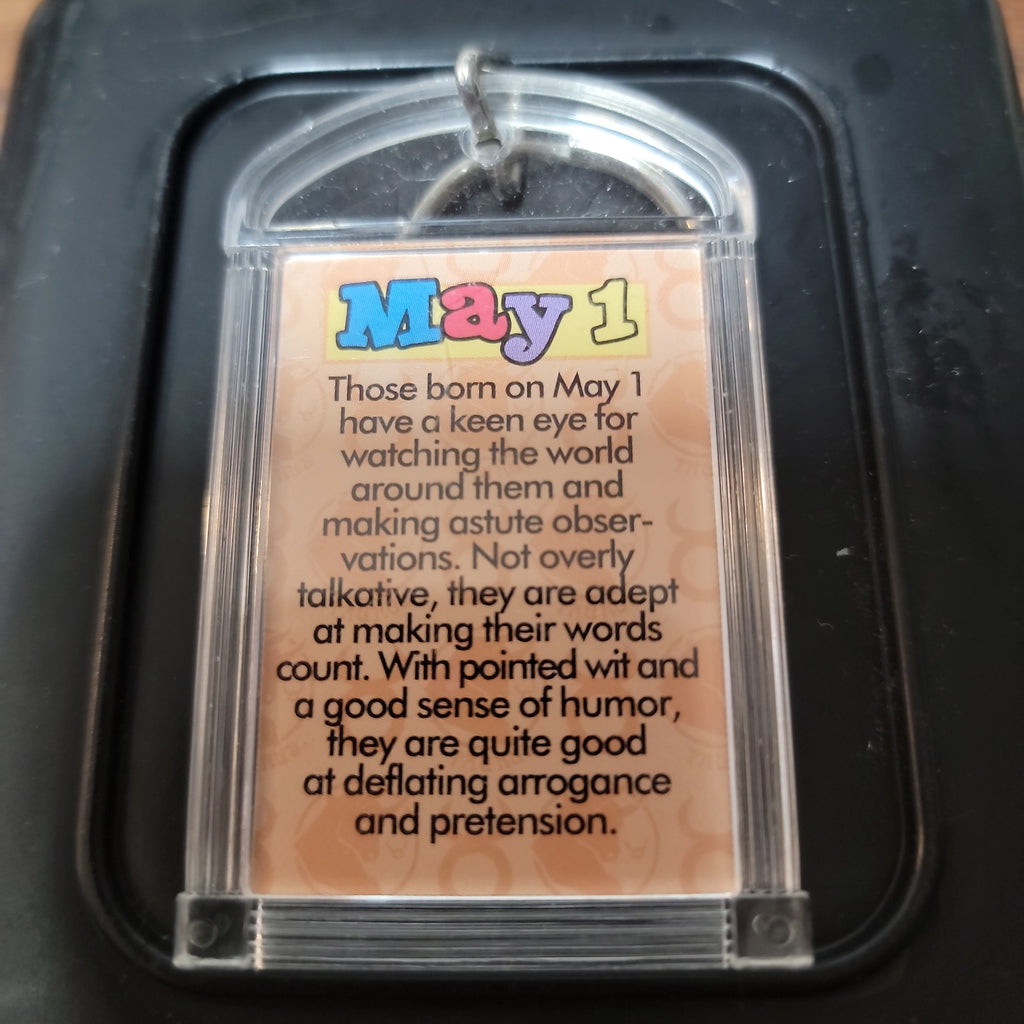 May 1
Those born on May 1
have a keen eye for
watching the world
around them and
making astute obser-
vations. Not overly
talkative, they are adept
at making their words
count. With pointed wit and
a good sense of humor,
they are quite good
at deflating arrogance
and pretension.